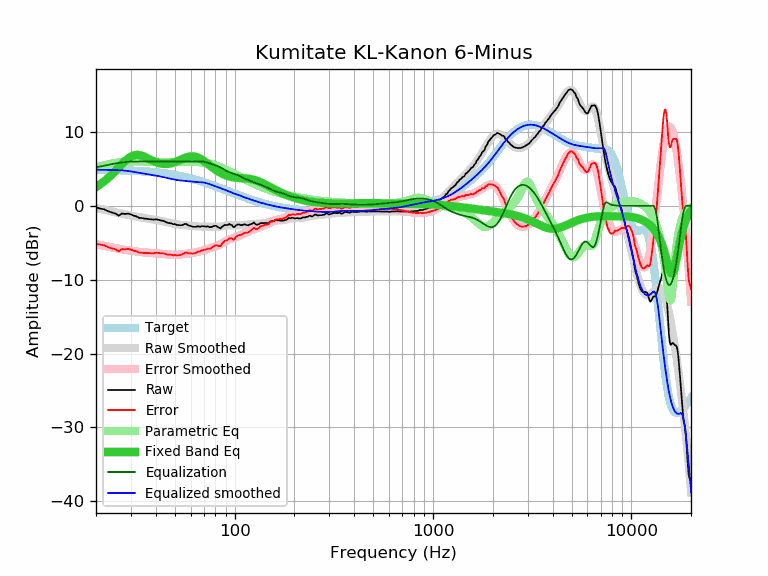 Kumitate KL-Kanon 6-Minus
Amplitude (dBr)
10
0
−10
−20
−30
−40
Target
Raw Smoothed
Error Smoothed
Raw
Error
Parametric Eq
Fixed Band Eq
Equalization
Equalized smoothed
100
1000
10000
Frequency (Hz)